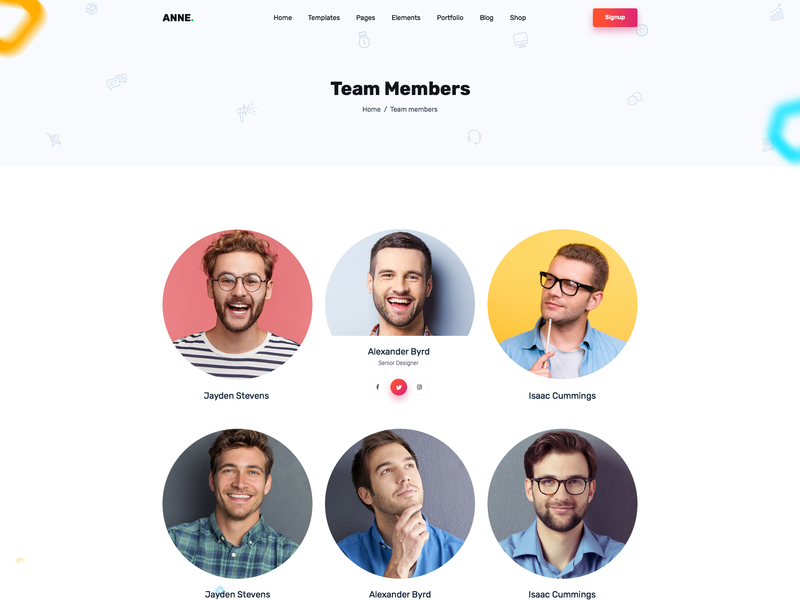 ANNE.
Home Templates Pages Elements Portfolio Blog Shop
Signup
Team Members
Home / Team members
Alexander Byrd
Senior Designer
Jayden Stevens
Isaac Cummings
Jayden Stevens
Alexander Byrd
Isaac Cummings